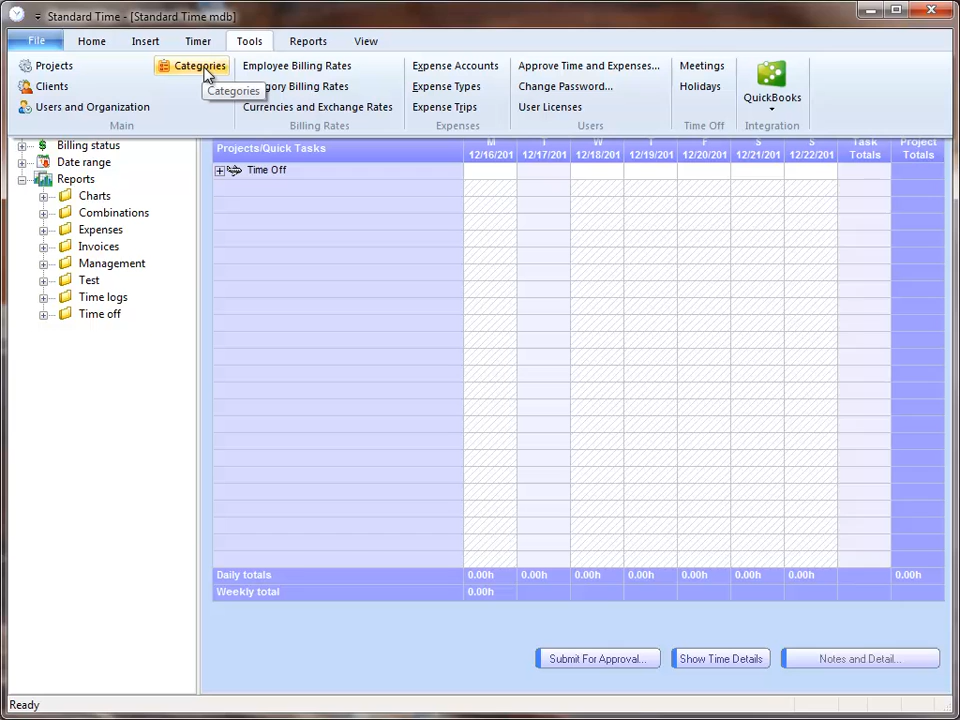 Standard Time - [Standard Time mdb]
File Home Insert Timer Tools Reports View
Projects Categories Employee Billing Rates Expense Accounts Approve Time and Expenses... Meetings
Clients Categories gory Billing Rates Expense Types Change Password... Holidays QuickBooks
Users and Organization Currencies and Exchange Rates Expense Trips User Licenses
Main Billing Rates Expenses Users Time Off Integration
Billing status
Date range
Reports
Charts
Combinations
Expenses
Invoices
Management
Test
Time logs
Time off
M T W T F S S Task Project
Projects/Quick Tasks 12/16/201 12/17/201 12/18/201 12/19/201 12/20/201 12/21/201 12/22/201 Totals Totals
Time Off
Daily totals 0.00h 0.00h 0.00h 0.00h 0.00h 0.00h 0.00h 0.00h
Weekly total 0.00h
Submit For Approval... Show Time Details Notes and Detail...
Ready